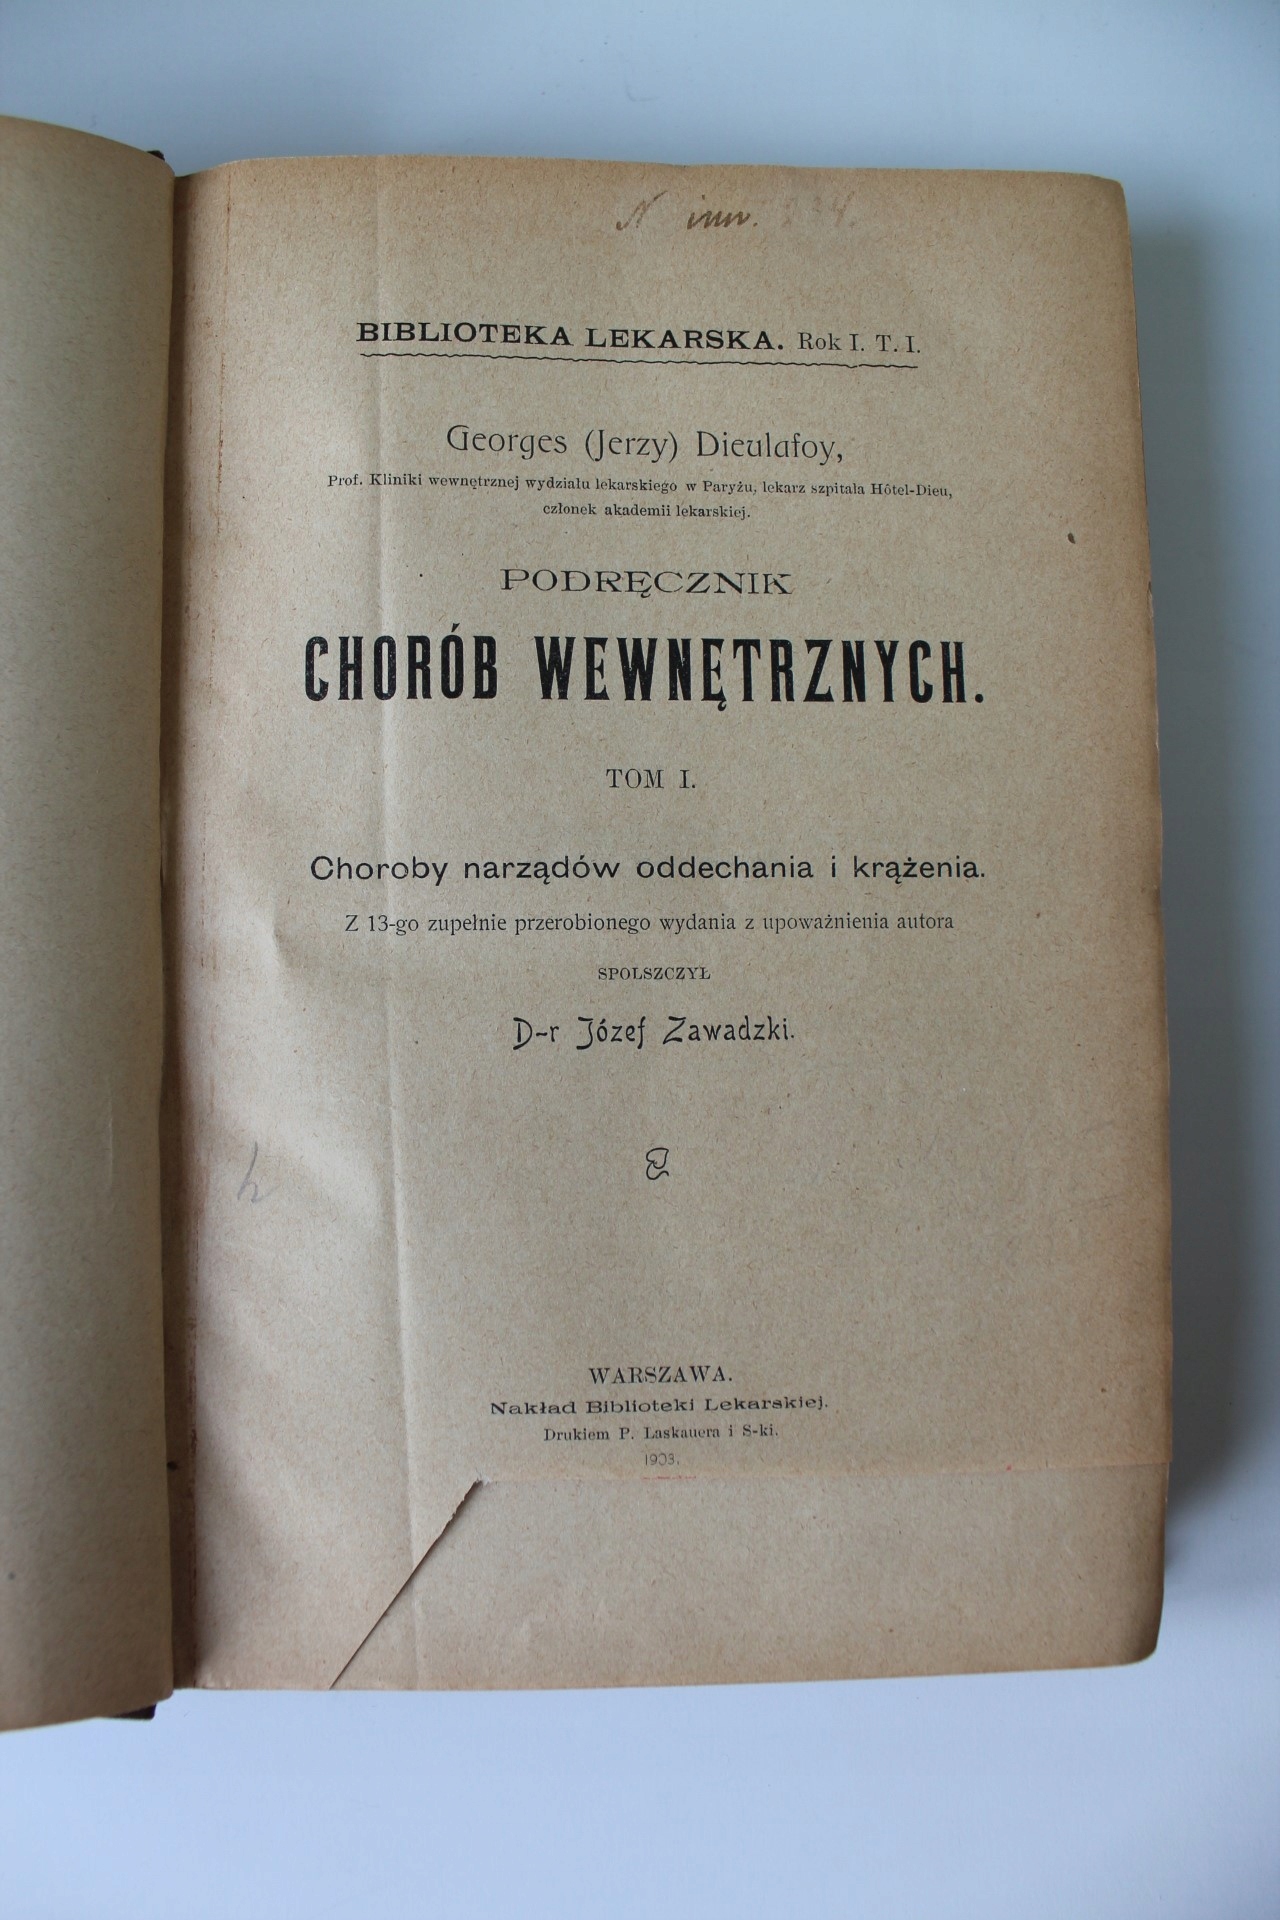 N inw.
BIBLIOTEKA LEKARSKA. Rok I. T. I.
Georges (Jerzy) Dieulafoy,
Prof. Kliniki wewnętrznej wydziału lekarskiego w Paryżu, lekarz szpitala Hôtel-Dieu,
członek akademii lekarskiej.
PODRĘCZNIK
CHORÓB WEWNĘTRZNYCH.
TOM I.
Choroby narządów oddechania i krążenia.
Z 13-go zupełnie przerobionego wydania z upoważnienia autora
SPOLSZCZYŁ
D-r Józef Zawadzki.
WARSZAWA.
Nakład Biblioteki Lekarskiej.
Drukiem P. Laskauera i S-ki.
1903.